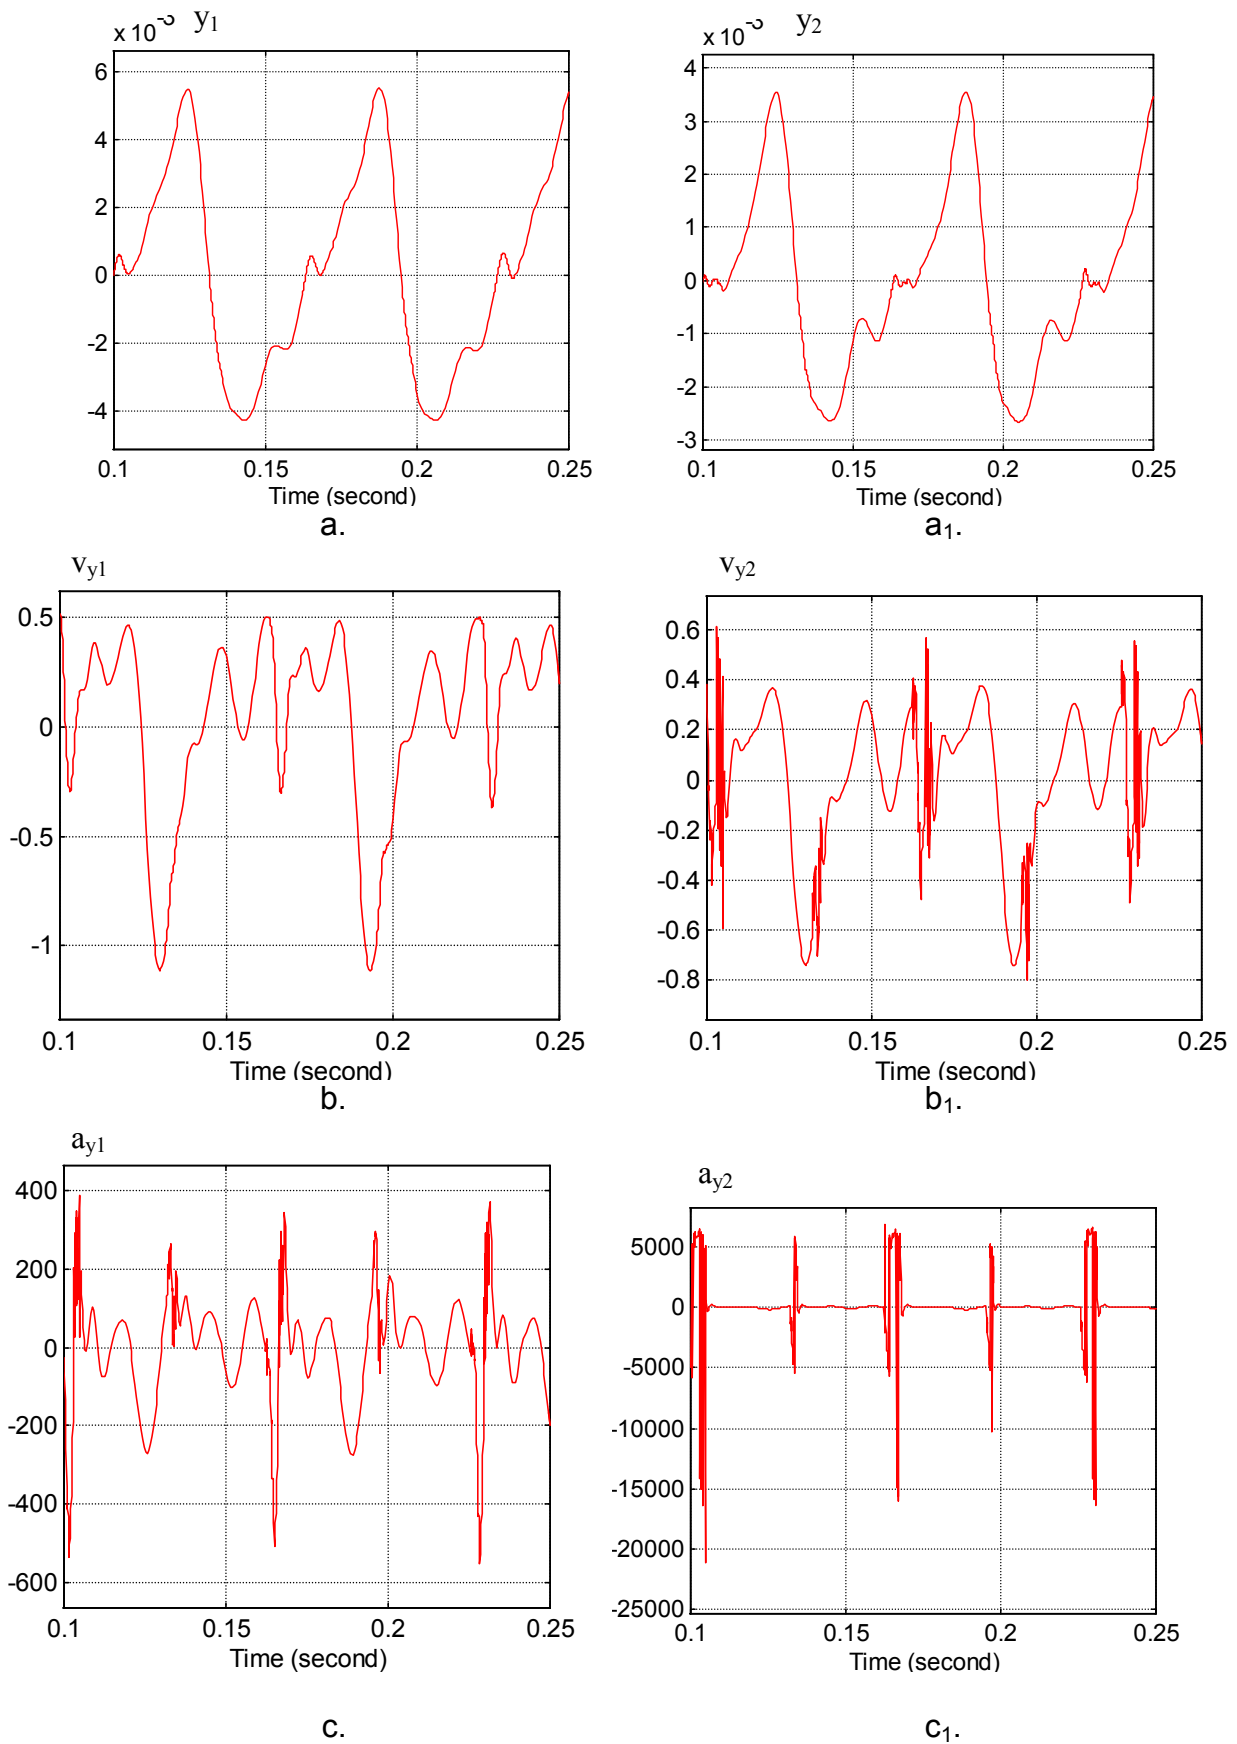 x 10⁻³ y₁
6
4
2
0
-2
-4
0.1 0.15 0.2 0.25
Time (second)
a.
x 10⁻³ y₂
4
3
2
1
0
-1
-2
-3
0.1 0.15 0.2 0.25
Time (second)
a₁.
v_y1
0.5
0
-0.5
-1
0.1 0.15 0.2 0.25
Time (second)
b.
v_y2
0.6
0.4
0.2
0
-0.2
-0.4
-0.6
-0.8
0.1 0.15 0.2 0.25
Time (second)
b₁.
a_y1
400
200
0
-200
-400
-600
0.1 0.15 0.2 0.25
Time (second)
c.
a_y2
5000
0
-5000
-10000
-15000
-20000
-25000
0.1 0.15 0.2 0.25
Time (second)
c₁.